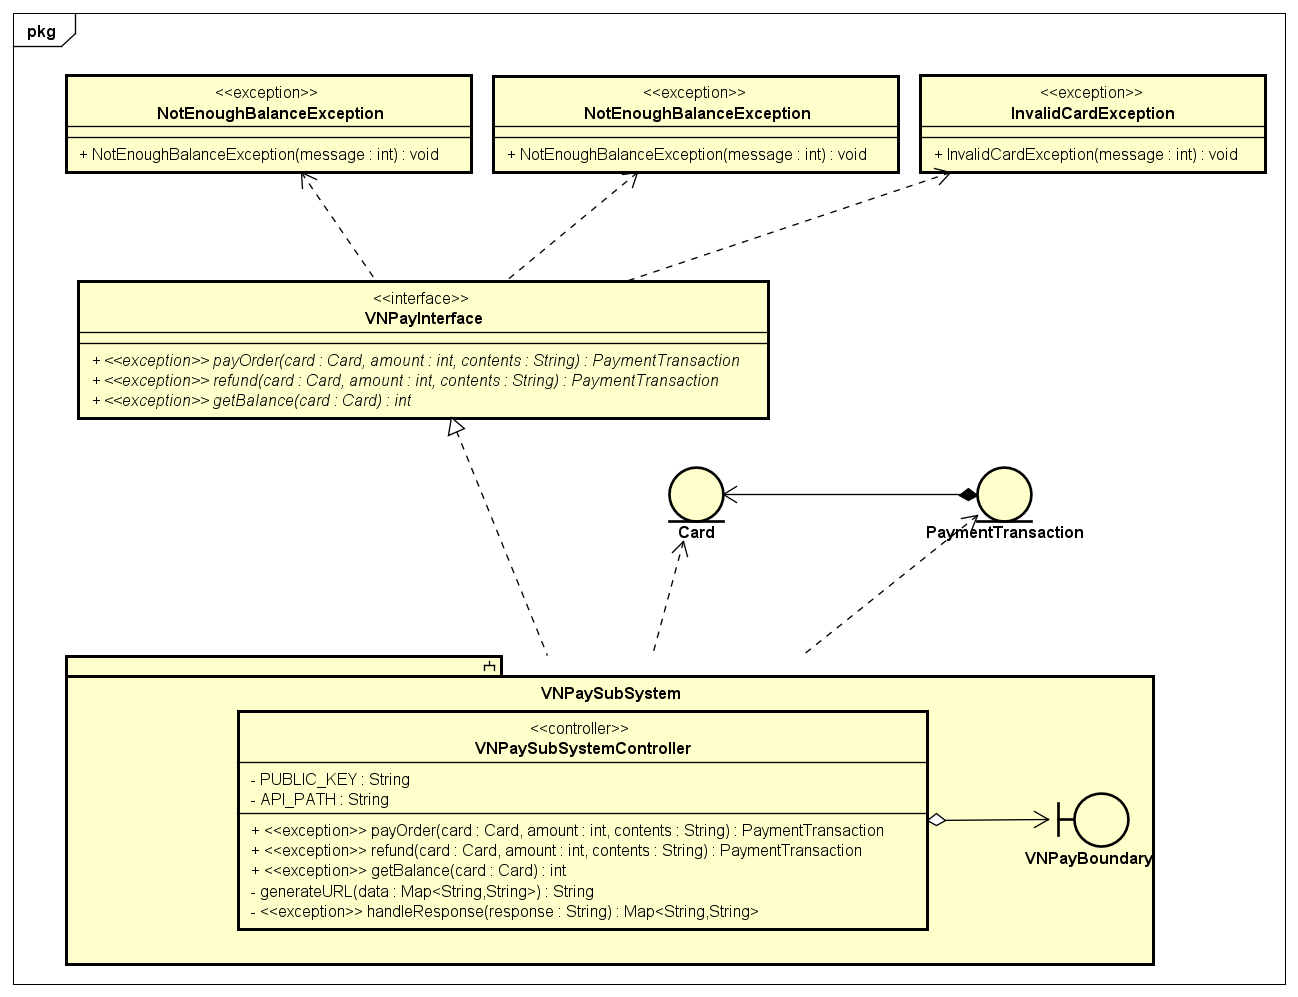 pkg
<<exception>>
NotEnoughBalanceException
+ NotEnoughBalanceException(message : int) : void
<<exception>>
NotEnoughBalanceException
+ NotEnoughBalanceException(message : int) : void
<<exception>>
InvalidCardException
+ InvalidCardException(message : int) : void
<<interface>>
VNPayInterface
+ <<exception>> payOrder(card : Card, amount : int, contents : String) : PaymentTransaction
+ <<exception>> refund(card : Card, amount : int, contents : String) : PaymentTransaction
+ <<exception>> getBalance(card : Card) : int
Card
PaymentTransaction
VNPaySubSystem
<<controller>>
VNPaySubSystemController
- PUBLIC_KEY : String
- API_PATH : String
+ <<exception>> payOrder(card : Card, amount : int, contents : String) : PaymentTransaction
+ <<exception>> refund(card : Card, amount : int, contents : String) : PaymentTransaction
+ <<exception>> getBalance(card : Card) : int
- generateURL(data : Map<String,String>) : String
- <<exception>> handleResponse(response : String) : Map<String,String>
VNPayBoundary